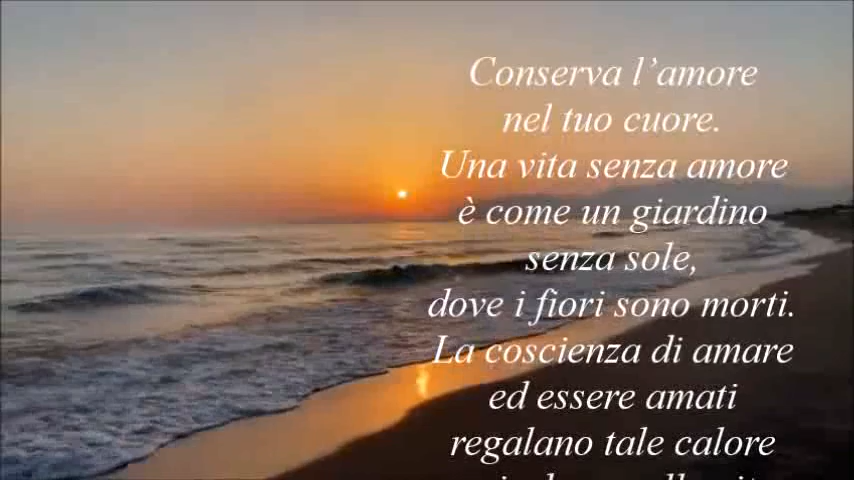 Conserva l’amore
nel tuo cuore.
Una vita senza amore
è come un giardino
senza sole,
dove i fiori sono morti.
La coscienza di amare
ed essere amati
regalano tale calore